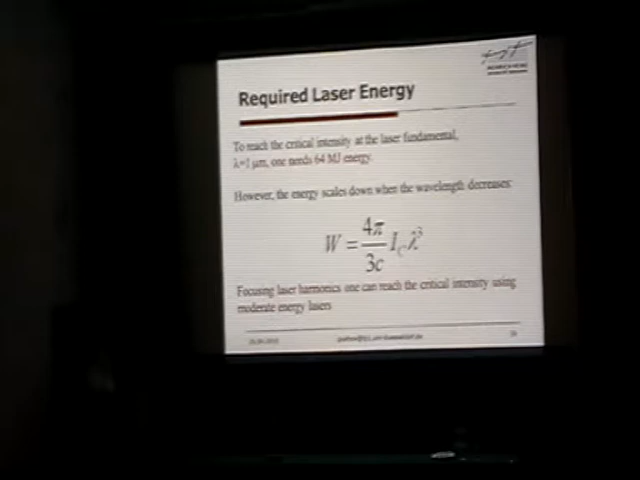 Required Laser Energy
To reach the critical intensity at the laser fundamental,
λ=1 μm, one needs 64 MJ energy.
However, the energy scales down when the wavelength decreases:
W = 4π/3c I_C λ³
Focusing laser harmonics one can reach the critical intensity using
moderate energy lasers